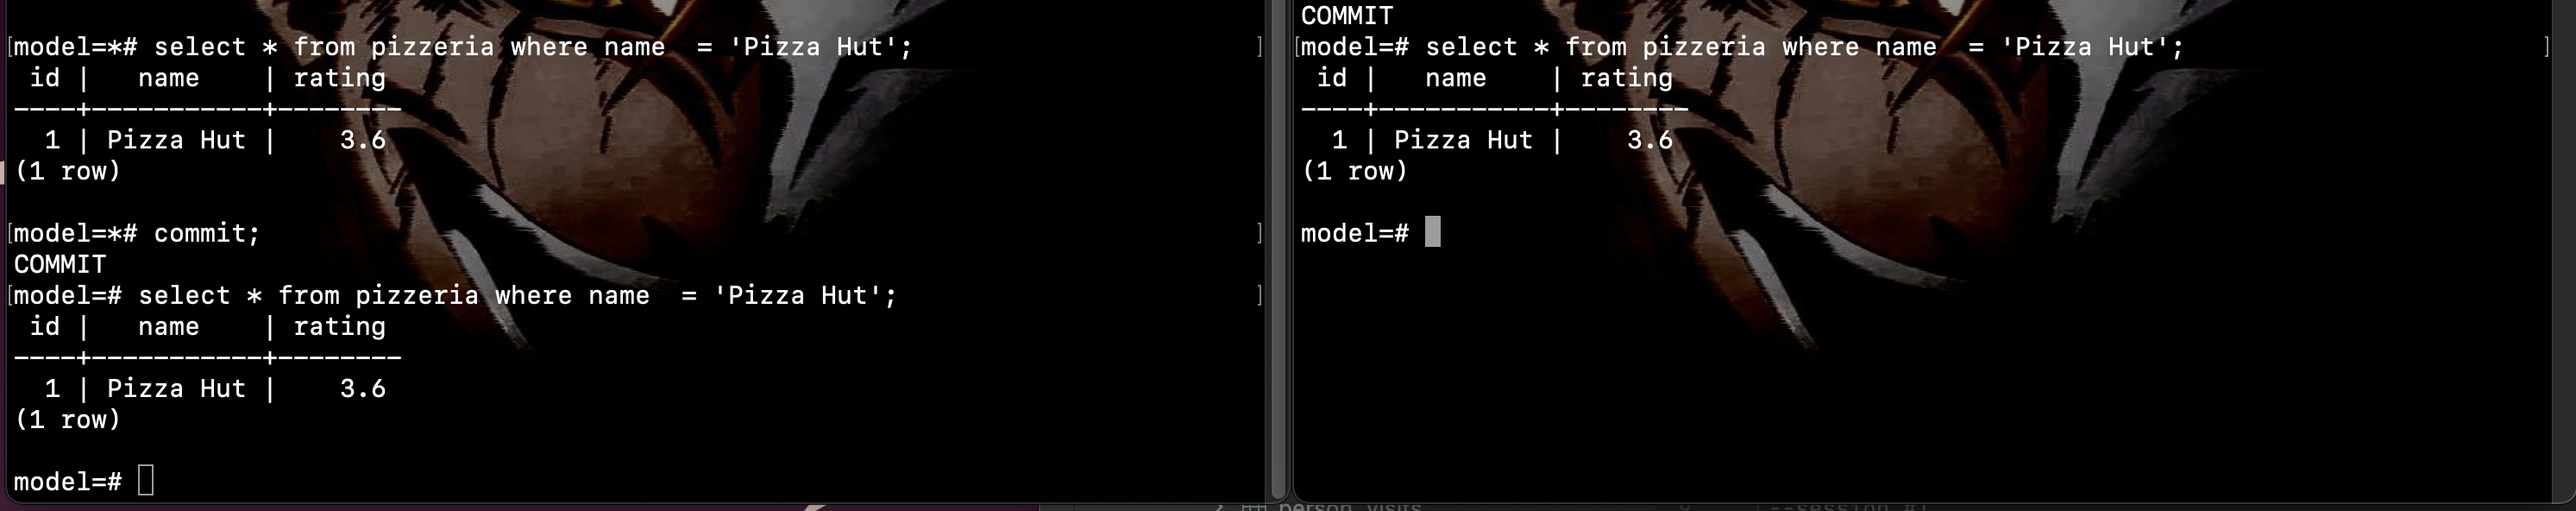 [model=*# select * from pizzeria where name  = 'Pizza Hut'; ]
 id |   name    | rating
----+-----------+--------
  1 | Pizza Hut |    3.6
(1 row)
[model=*# commit; ]
COMMIT
[model=# select * from pizzeria where name  = 'Pizza Hut'; ]
 id |   name    | rating
----+-----------+--------
  1 | Pizza Hut |    3.6
(1 row)
model=#
COMMIT
[model=# select * from pizzeria where name  = 'Pizza Hut'; ]
 id |   name    | rating
----+-----------+--------
  1 | Pizza Hut |    3.6
(1 row)
model=#
person_visits
--session #1